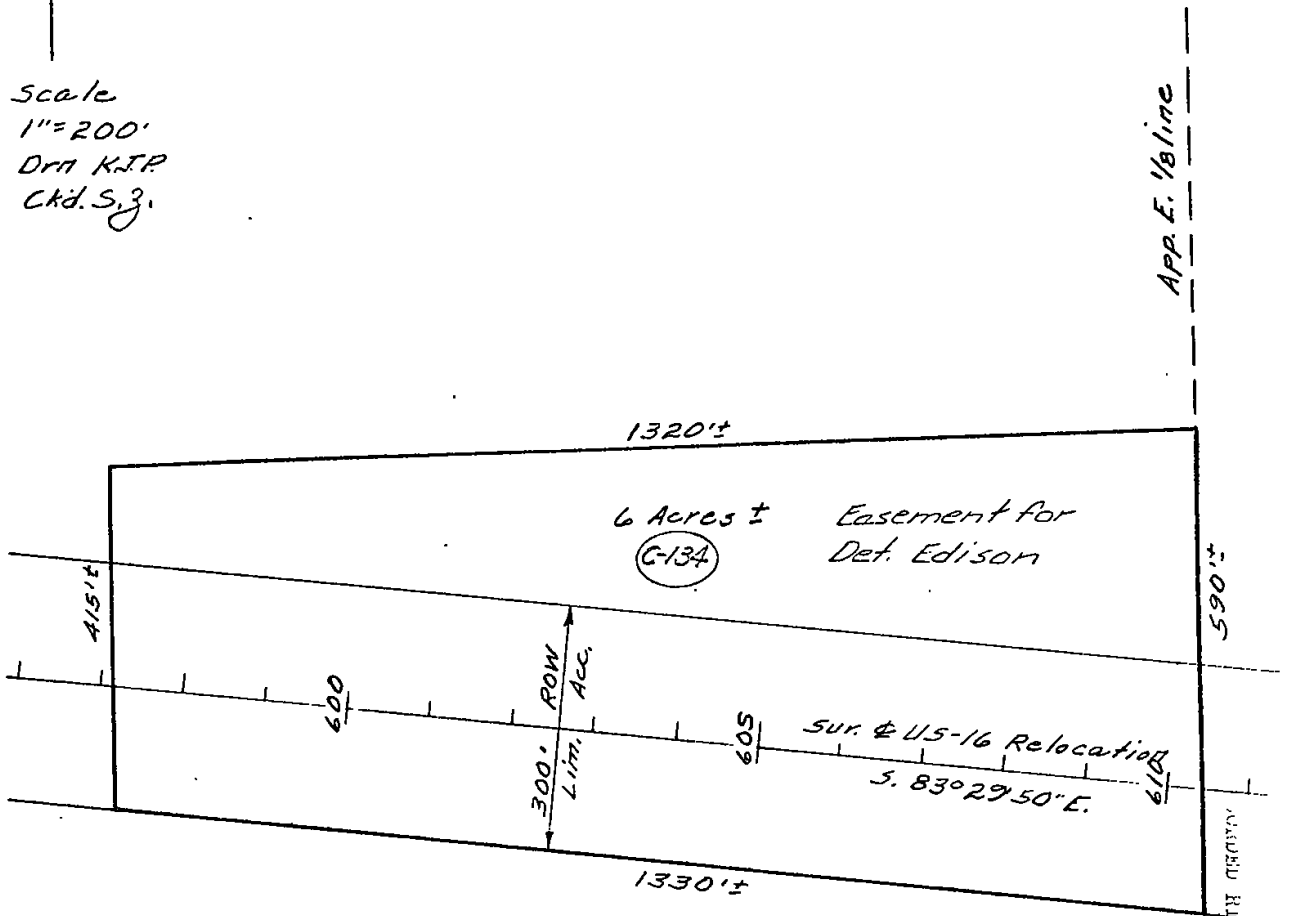 Scale
1"=200'
Drn K.J.P.
Ckd. S.Z.
App. E. 1/8 line
1320'±
6 Acres ±
C-134
Easement for
Det. Edison
415'±
590'±
600
300' ROW
Lim. Acc.
605
Sur. ℄ US-16 Relocation
S. 83°29'50" E.
610
1330'±